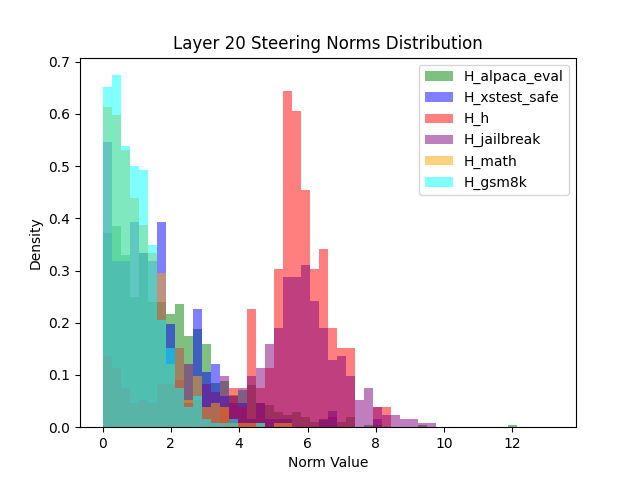 Layer 20 Steering Norms Distribution
0.7
0.6
0.5
0.4
0.3
0.2
0.1
0.0
Density
H_alpaca_eval
H_xstest_safe
H_h
H_jailbreak
H_math
H_gsm8k
0 2 4 6 8 10 12
Norm Value